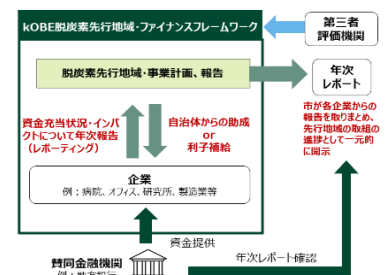 kOBE脱炭素先行地域・ファイナンスフレームワーク
第三者
評価機関
脱炭素先行地域・事業計画、報告
年次
レポート
資金充当状況・インパ
クトについて年次報告
(レポーティング)
自治体からの助成
or
利子補給
市が各企業から
の報告を取りまとめ、
先行地域の取組の
進捗として一元的
に開示
企業
例:病院、オフィス、研究所、製造業等
資金提供
賛同金融機関
例:地方銀行
年次レポート確認